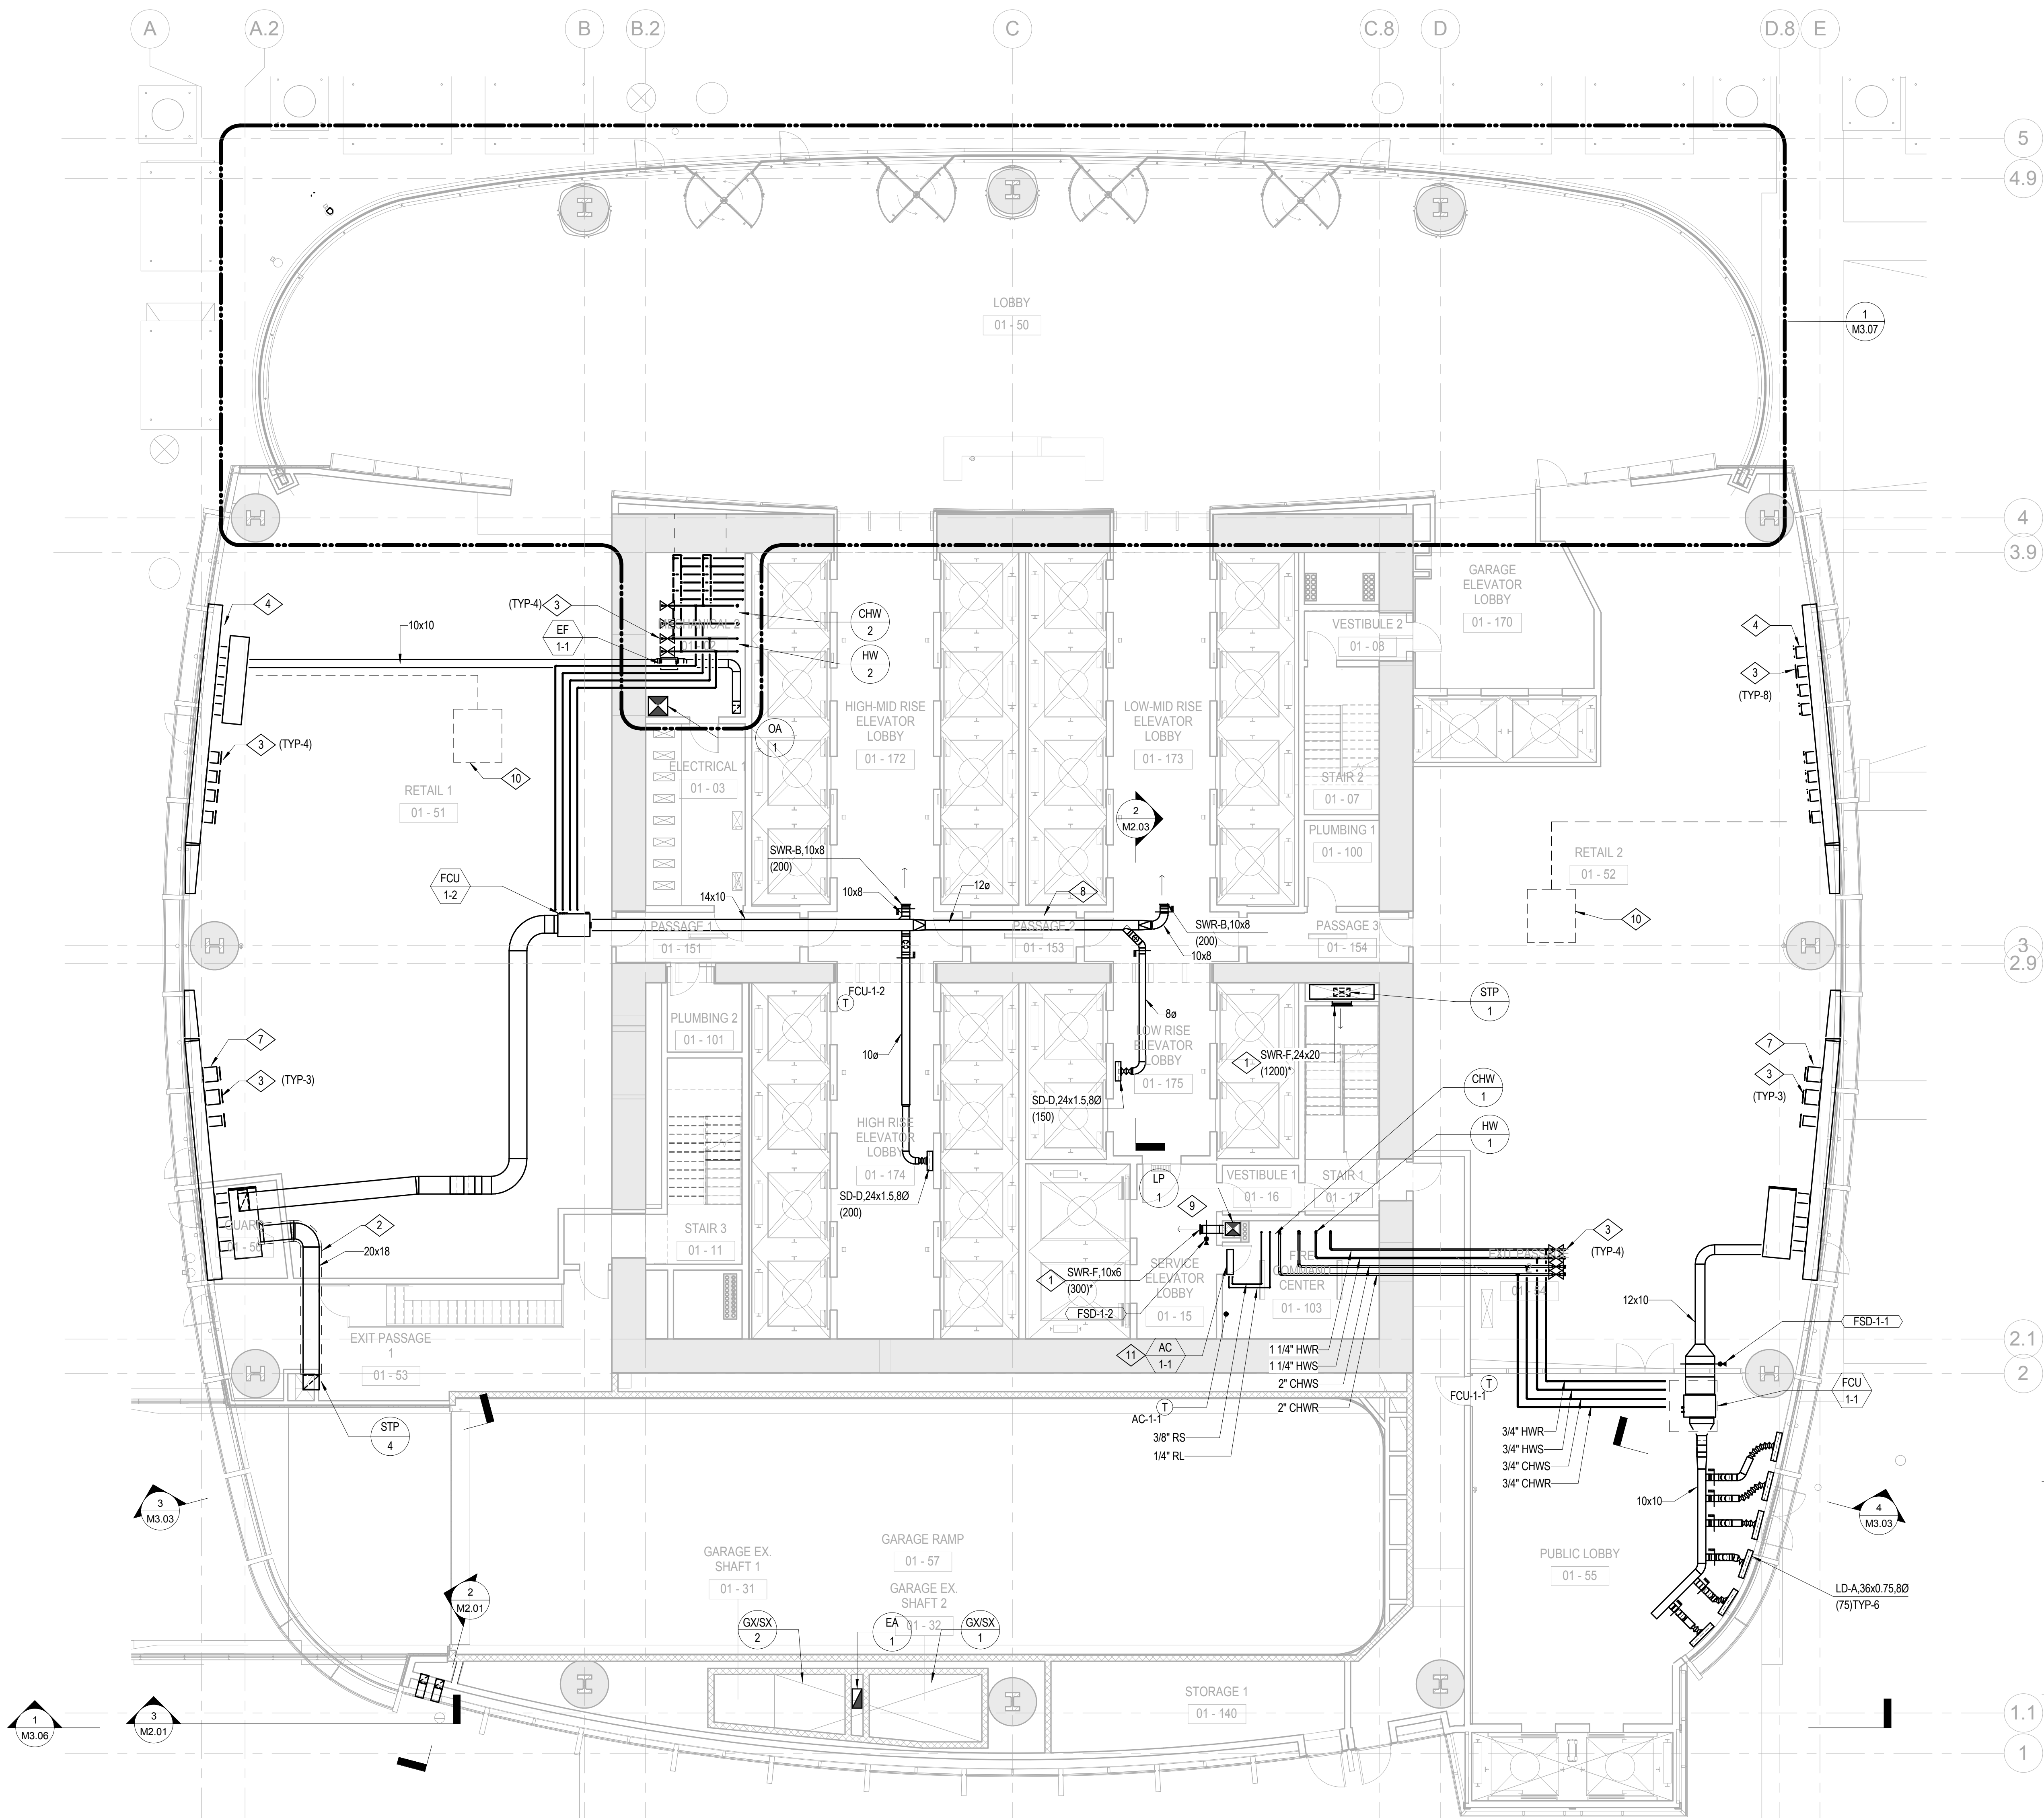 A
A.2
B
B.2
C
C.8
D
D.8
E
5
4.9
LOBBY
01 - 50
1
M3.07
4
3.9
GARAGE
ELEVATOR
LOBBY
01 - 170
4
10x10
(TYP-4)
3
EF
1-1
MECHANICAL 2
CHW
2
HW
2
VESTIBULE 2
01 - 08
4
3
(TYP-8)
HIGH-MID RISE
ELEVATOR
LOBBY
01 - 172
LOW-MID RISE
ELEVATOR
LOBBY
01 - 173
OA
1
3
(TYP-4)
10
RETAIL 1
01 - 51
ELECTRICAL 1
01 - 03
STAIR 2
01 - 07
2
M2.03
PLUMBING 1
01 - 100
RETAIL 2
01 - 52
SWR-B,10x8
(200)
FCU
1-2
14x10
10x8
12ø
8
10
PASSAGE 1
01 - 151
PASSAGE 2
01 - 153
SWR-B,10x8
(200)
10x8
PASSAGE 3
01 - 154
3
2.9
FCU-1-2
T
STP
1
PLUMBING 2
01 - 101
8ø
LOW RISE
ELEVATOR
LOBBY
01 - 175
10ø
7
3
(TYP-3)
1
SWR-F,24x20
(1200)*
7
3
(TYP-3)
CHW
1
SD-D,24x1.5,8Ø
(150)
HIGH RISE
ELEVATOR
LOBBY
01 - 174
HW
1
VESTIBULE 1
01 - 16
STAIR 1
01 - 17
LP
1
9
SD-D,24x1.5,8Ø
(200)
GUARD
01 - 56
2
20x18
STAIR 3
01 - 11
3
(TYP-4)
EXIT PASSAGE
01 - 54
1
SWR-F,10x6
(300)*
SERVICE
ELEVATOR
LOBBY
01 - 15
FIRE
COMMAND
CENTER
01 - 103
FSD-1-2
12x10
FSD-1-1
EXIT PASSAGE
1
01 - 53
11
AC
1-1
1 1/4" HWR
1 1/4" HWS
2" CHWS
2" CHWR
2.1
2
FCU-1-1
T
FCU
1-1
STP
4
AC-1-1
T
3/8" RS
1/4" RL
3/4" HWR
3/4" HWS
3/4" CHWS
3/4" CHWR
10x10
3
M3.03
4
M3.03
GARAGE EX.
SHAFT 1
01 - 31
GARAGE RAMP
01 - 57
GARAGE EX.
SHAFT 2
01 - 32
PUBLIC LOBBY
01 - 55
LD-A,36x0.75,8Ø
(75)TYP-6
2
M2.01
GX/SX
2
EA
1
GX/SX
1
STORAGE 1
01 - 140
1
M3.06
3
M2.01
1.1
1